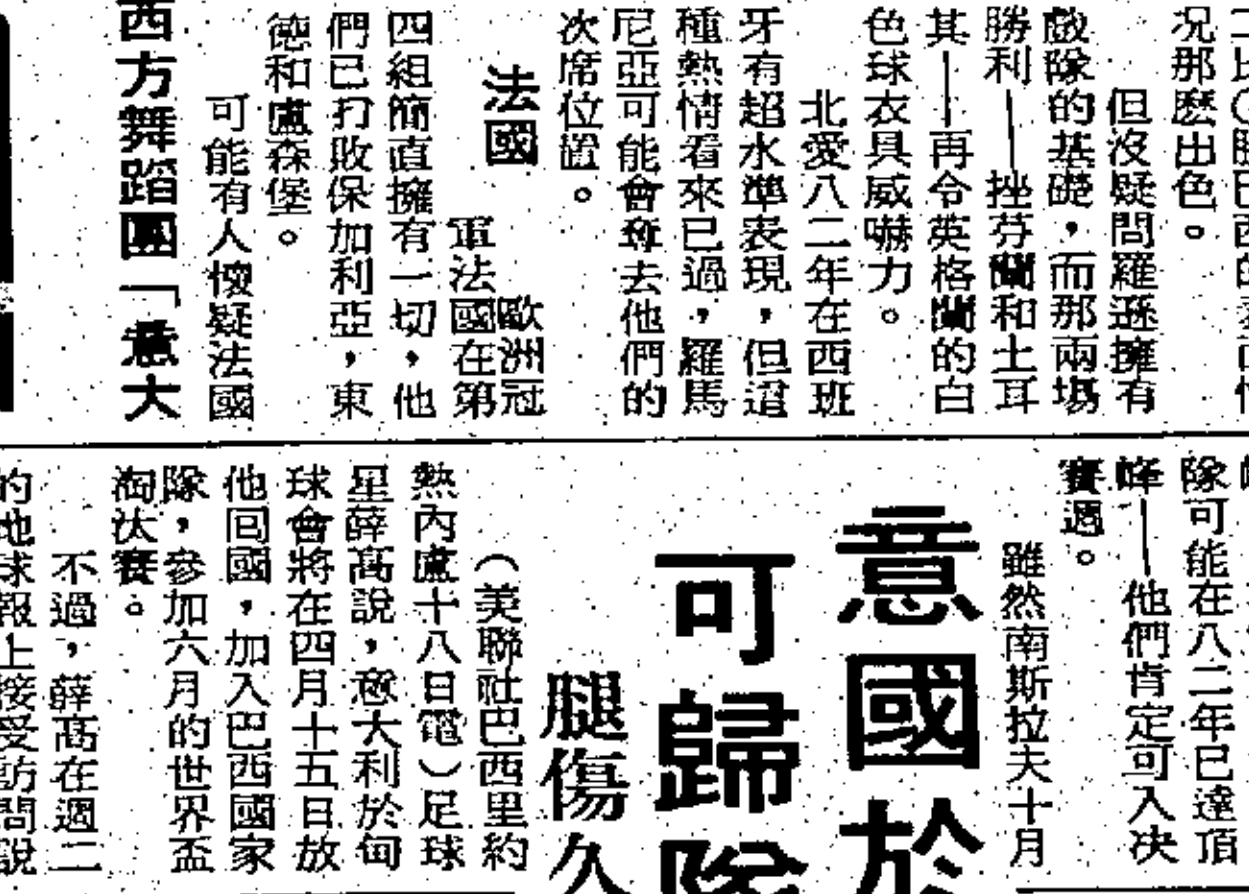 况那麽出色。
但沒疑問羅遜擁有
戲隊的基礎，而那兩場
勝利——挫芬蘭和土耳
其——再令英格蘭的白
色球衣具威嚇力。
北愛八二年在西班
牙有超水準表現，但這
種熱情看來已過，羅馬
尼亞可能會奪去他們的
次席位置。
法國
歐洲冠
軍法國在第
四組簡直擁有一切，他
們已打敗保加利亞，東
德和盧森堡。
可能有人懷疑法國
西方舞蹈團「意大
隊可能在八二年已達頂
峰——他們肯定可入决
賽週。
雖然南斯拉夫十月
意國於
可歸隊
腿傷久
（美聯社巴西里約
熱內盧十八日電）足球
星薛高說，意大利於甸
球會將在四月十五日放
他囘國，加入巴西國家
隊，參加六月的世界盃
淘汰賽。
不過，薛高在週二
的地球報上接受訪問說